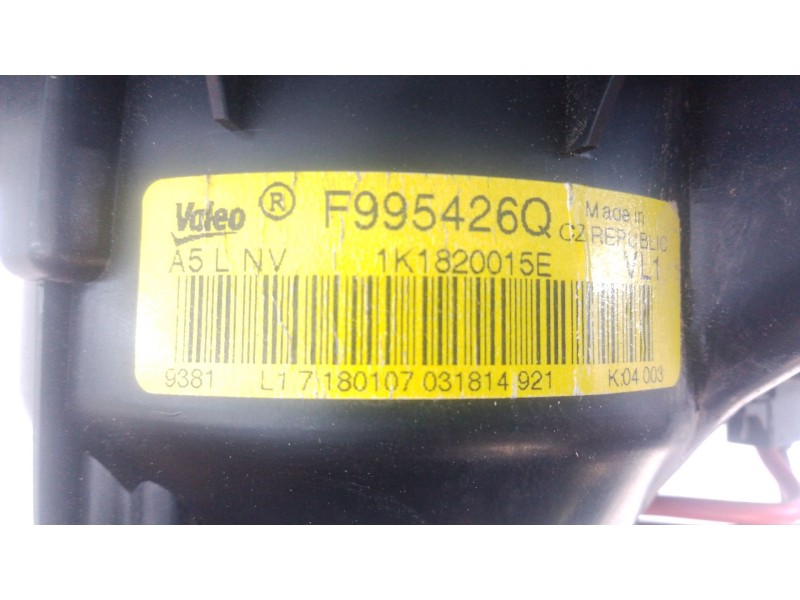 Valeo ® F995426Q Made in
CZ REPUBLIC
A5 L NV 1K1820015E VL1
9381 L1 7 180107 031814 921 K:04 003